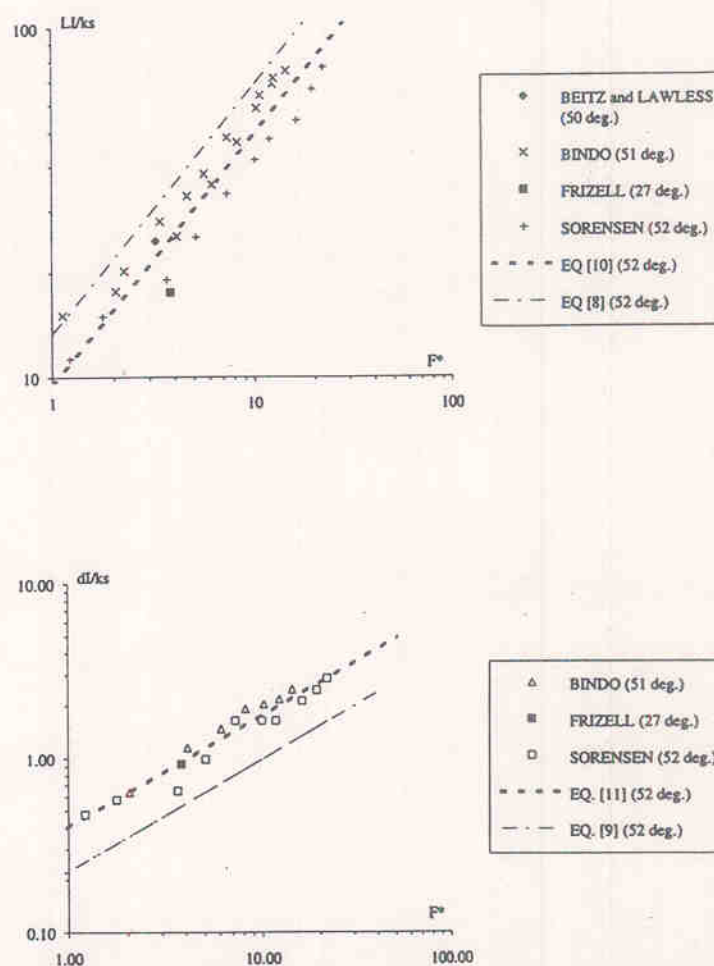 LI/ks
100
10
1
10
100
F*
BEITZ and LAWLESS
(50 deg.)
BINDO (51 deg.)
FRIZELL (27 deg.)
SORENSEN (52 deg.)
EQ [10] (52 deg.)
EQ [8] (52 deg.)
dI/ks
10.00
1.00
0.10
1.00
10.00
100.00
F*
BINDO (51 deg.)
FRIZELL (27 deg.)
SORENSEN (52 deg.)
EQ. [11] (52 deg.)
EQ. [9] (52 deg.)